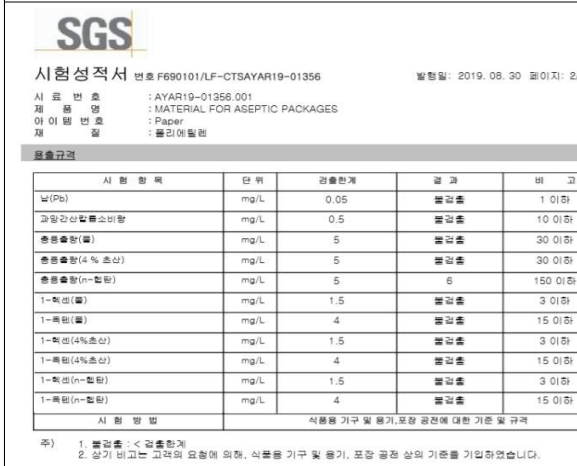 SGS
시험성적서 번호 F690101/LF-CTSAYAR19-01356 발행일: 2019. 08. 30 페이지: 2
시 료 번 호 : AYAR19-01356.001
제 품 명 : MATERIAL FOR ASEPTIC PACKAGES
아 이 템 번 호 : Paper
재 질 : 폴리에틸렌
용출규격
시 험 항 목 단 위 검출한계 결 과 비 고
납(Pb) mg/L 0.05 불검출 1 이하
과망간산칼륨소비량 mg/L 0.5 불검출 10 이하
총용출량(물) mg/L 5 불검출 30 이하
총용출량(4 % 초산) mg/L 5 불검출 30 이하
총용출량(n-헵탄) mg/L 5 6 150 이하
1-헥센(물) mg/L 1.5 불검출 3 이하
1-옥텐(물) mg/L 4 불검출 15 이하
1-헥센(4%초산) mg/L 1.5 불검출 3 이하
1-옥텐(4%초산) mg/L 4 불검출 15 이하
1-헥센(n-헵탄) mg/L 1.5 불검출 3 이하
1-옥텐(n-헵탄) mg/L 4 불검출 15 이하
시 험 방 법 식품용 기구 및 용기,포장 공전에 대한 기준 및 규격
주) 1. 불검출 : < 검출한계
2. 상기 비고는 고객의 요청에 의해, 식품용 기구 및 용기, 포장 공전 상의 기준을 기입하였습니다.